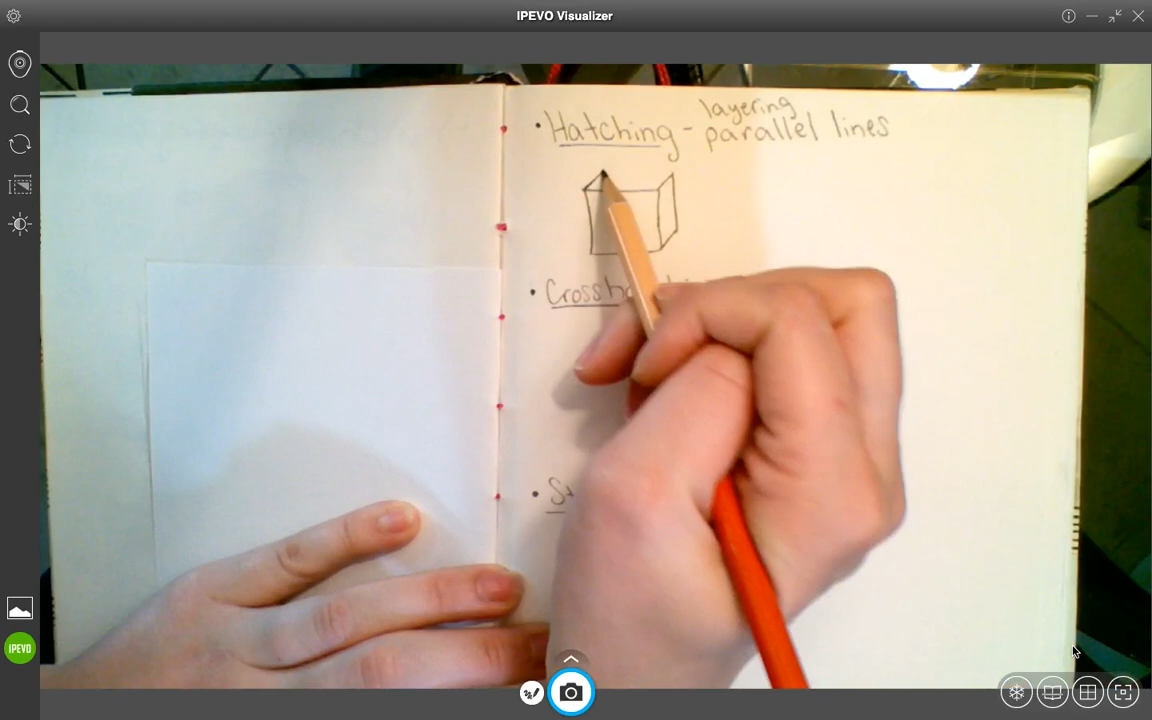 IPEVO Visualizer
layering
• Hatching - parallel lines
•
•
IPEVO